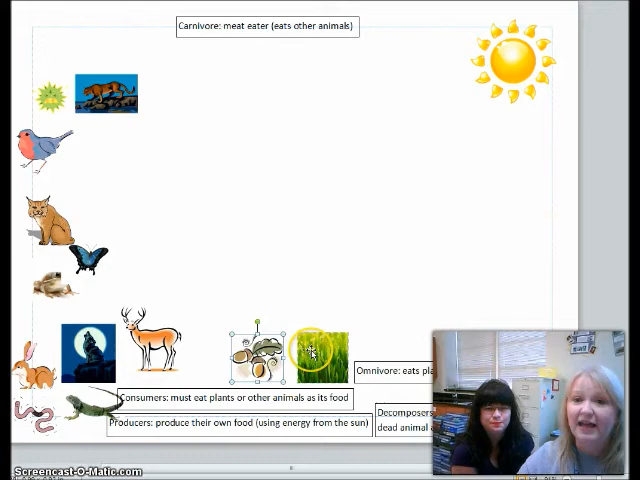 Carnivore: meat eater (eats other animals)
Omnivore: eats
Consumers: must eat plants or other animals as its food
Decomposers:
Producers: produce their own food (using energy from the sun)
dead animal
Screencast-O-Matic.com